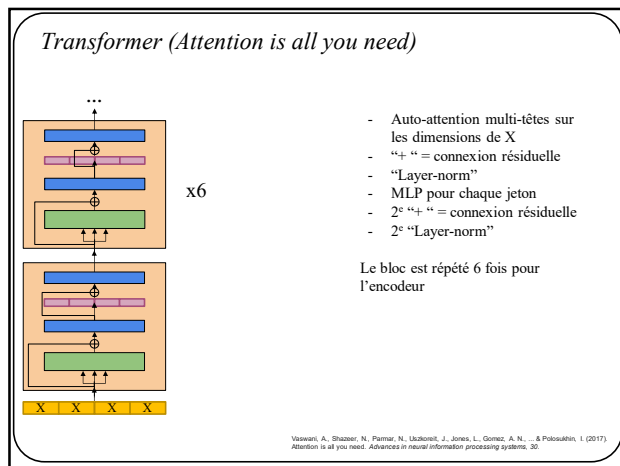 Transformer (Attention is all you need)
...
x6
- Auto-attention multi-têtes sur
les dimensions de X
- “+ “ = connexion résiduelle
- “Layer-norm”
- MLP pour chaque jeton
- 2e “+ “ = connexion résiduelle
- 2e “Layer-norm”
Le bloc est répété 6 fois pour
l’encodeur
X X X X
Vaswani, A., Shazeer, N., Parmar, N., Uszkoreit, J., Jones, L., Gomez, A. N., ... & Polosukhin, I. (2017).
Attention is all you need. Advances in neural information processing systems, 30.